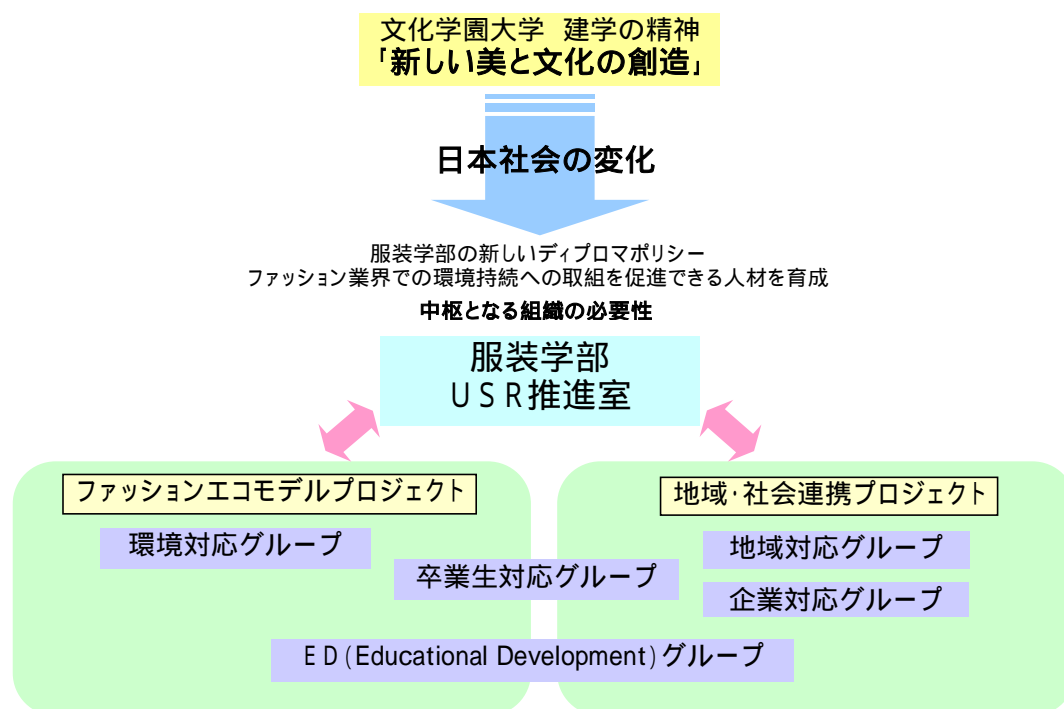 文化学園大学 建学の精神
「新しい美と文化の創造」
日本社会の変化
服装学部の新しいディプロマポリシー
ファッション業界での環境持続への取組を促進できる人材を育成
中枢となる組織の必要性
服装学部
USR推進室
ファッションエコモデルプロジェクト
環境対応グループ
卒業生対応グループ
地域・社会連携プロジェクト
地域対応グループ
企業対応グループ
ED(Educational Development)グループ